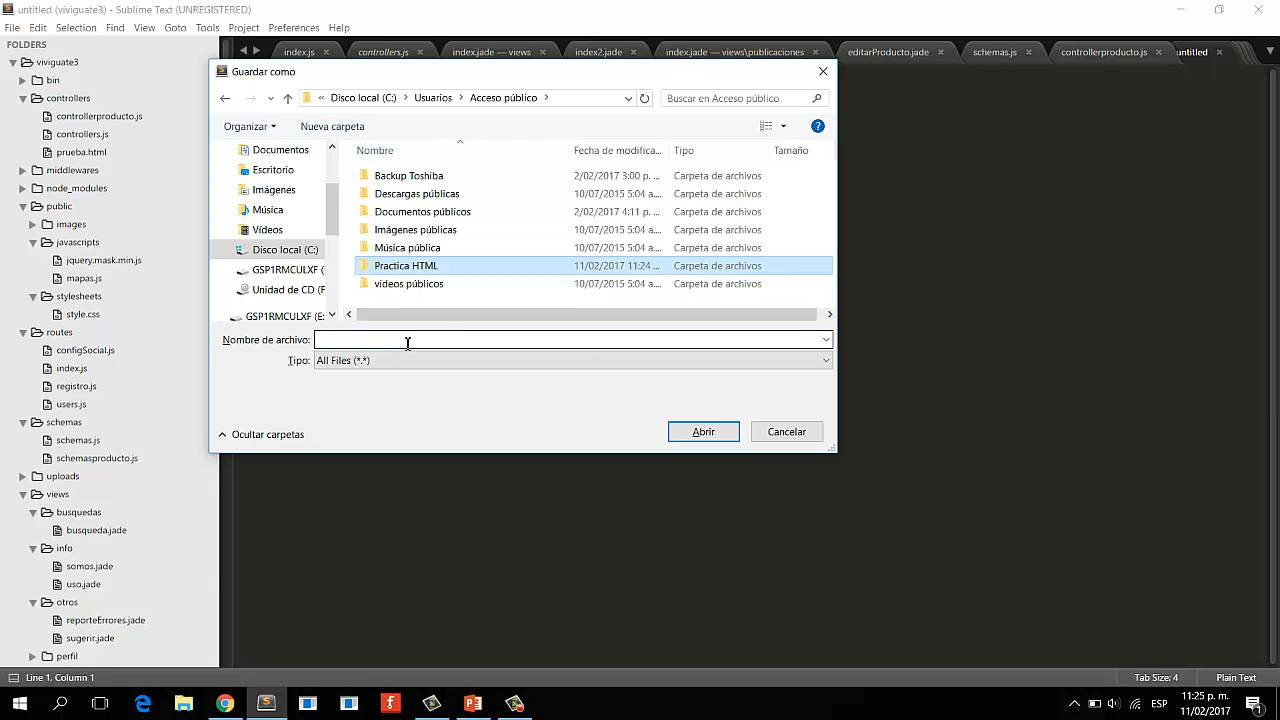 untitled (viviguate3) - Sublime Text (UNREGISTERED)
File Edit Selection Find View Goto Tools Project Preferences Help
FOLDERS
viviguate3
bin
controllers
controllerproducto.js
controllers.js
prueba.html
middlewares
node_modules
public
images
javascripts
jquery.mask.min.js
mapas.js
stylesheets
style.css
routes
configSocial.js
index.js
registro.js
users.js
schemas
schemas.js
schemasproducto.js
uploads
views
busquedas
busqueda.jade
info
somos.jade
uso.jade
otros
reporteErrores.jade
sugerir.jade
perfil
index.js controllers.js index.jade — views index2.jade index.jade — views\publicaciones editarProducto.jade schemas.js controllerproducto.js untitled
Guardar como
« Disco local (C:) Usuarios Acceso público
Buscar en Acceso público
Organizar Nueva carpeta
Documentos
Escritorio
Imágenes
Música
Vídeos
Disco local (C:)
GSP1RMCULXF (
Unidad de CD (F
GSP1RMCULXF (E:
Nombre Fecha de modifica... Tipo Tamaño
Backup Toshiba 2/02/2017 3:00 p. ... Carpeta de archivos
Descargas públicas 10/07/2015 5:04 a.... Carpeta de archivos
Documentos públicos 2/02/2017 4:11 p. ... Carpeta de archivos
Imágenes públicas 10/07/2015 5:04 a.... Carpeta de archivos
Música pública 10/07/2015 5:04 a.... Carpeta de archivos
Practica HTML 11/02/2017 11:24 ... Carpeta de archivos
videos públicos 10/07/2015 5:04 a.... Carpeta de archivos
Nombre de archivo:
Tipo: All Files (*.*)
Ocultar carpetas
Abrir Cancelar
Line 1, Column 1
Tab Size: 4 Plain Text
ESP
11:25 p. m.
11/02/2017